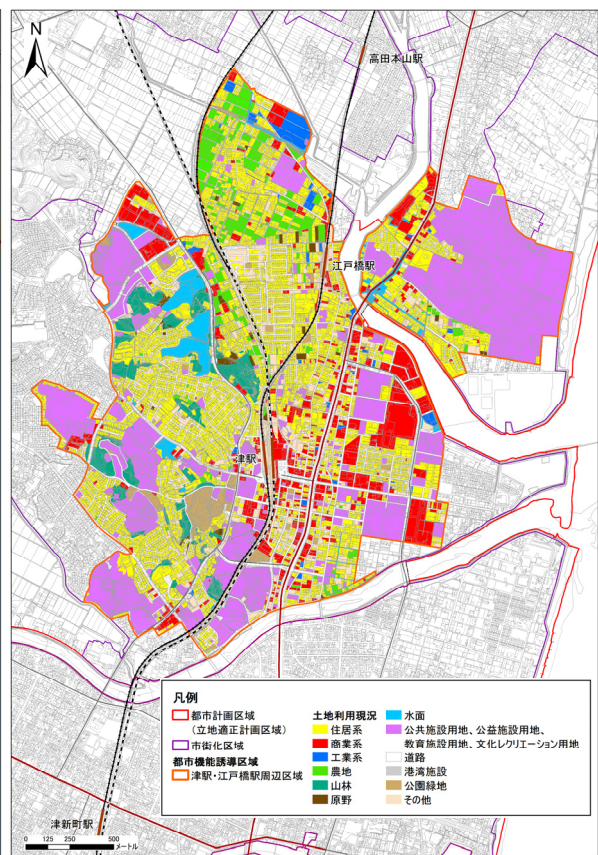 N
高田本山駅
江戸橋駅
津駅
津新町駅
凡例
都市計画区域
(立地適正計画区域)
市街化区域
都市機能誘導区域
津駅・江戸橋駅周辺区域
土地利用現況
住居系
商業系
工業系
農地
山林
原野
水面
公共施設用地、公益施設用地、
教育施設用地、文化レクリエーション用地
道路
港湾施設
公園緑地
その他
0 125 250 500
メートル